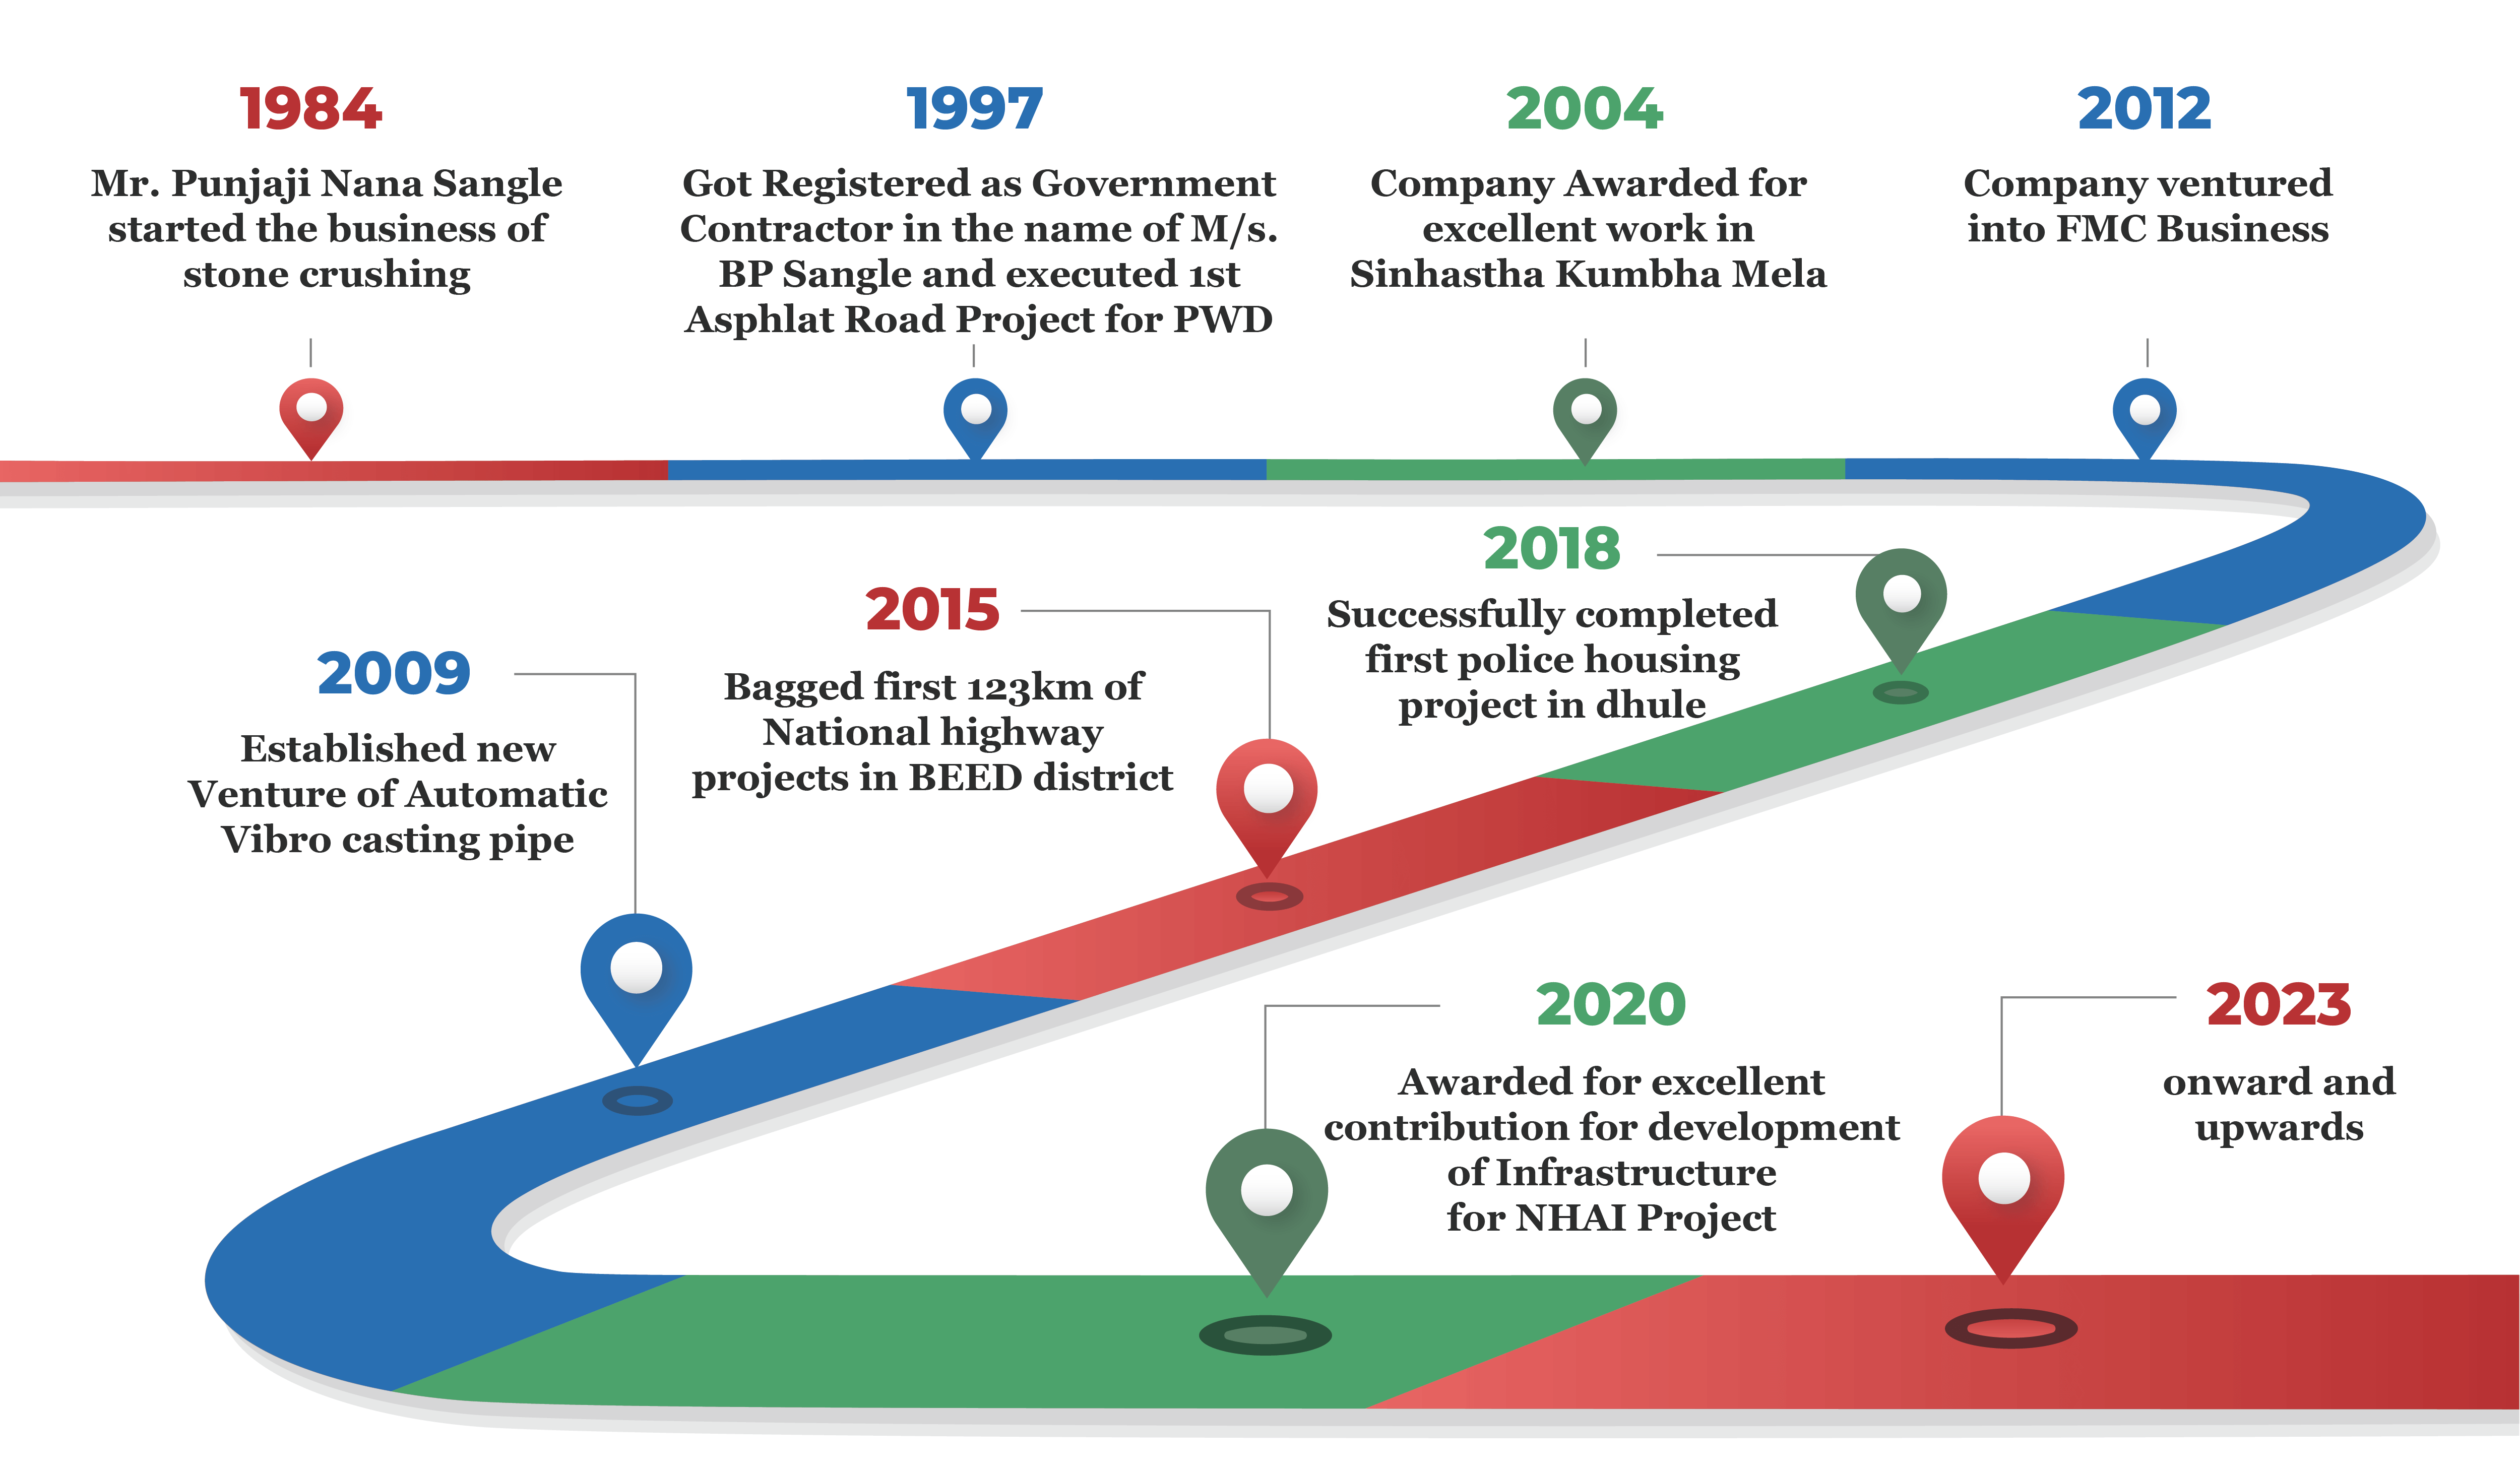 1984
Mr. Punjaji Nana Sangle
started the business of
stone crushing
1997
Got Registered as Government
Contractor in the name of M/s.
BP Sangle and executed 1st
Asphlat Road Project for PWD
2004
Company Awarded for
excellent work in
Sinhastha Kumbha Mela
2012
Company ventured
into FMC Business
2009
Established new
Venture of Automatic
Vibro casting pipe
2015
Bagged first 123km of
National highway
projects in BEED district
2018
Successfully completed
first police housing
project in dhule
2020
Awarded for excellent
contribution for development
of Infrastructure
for NHAI Project
2023
onward and
upwards